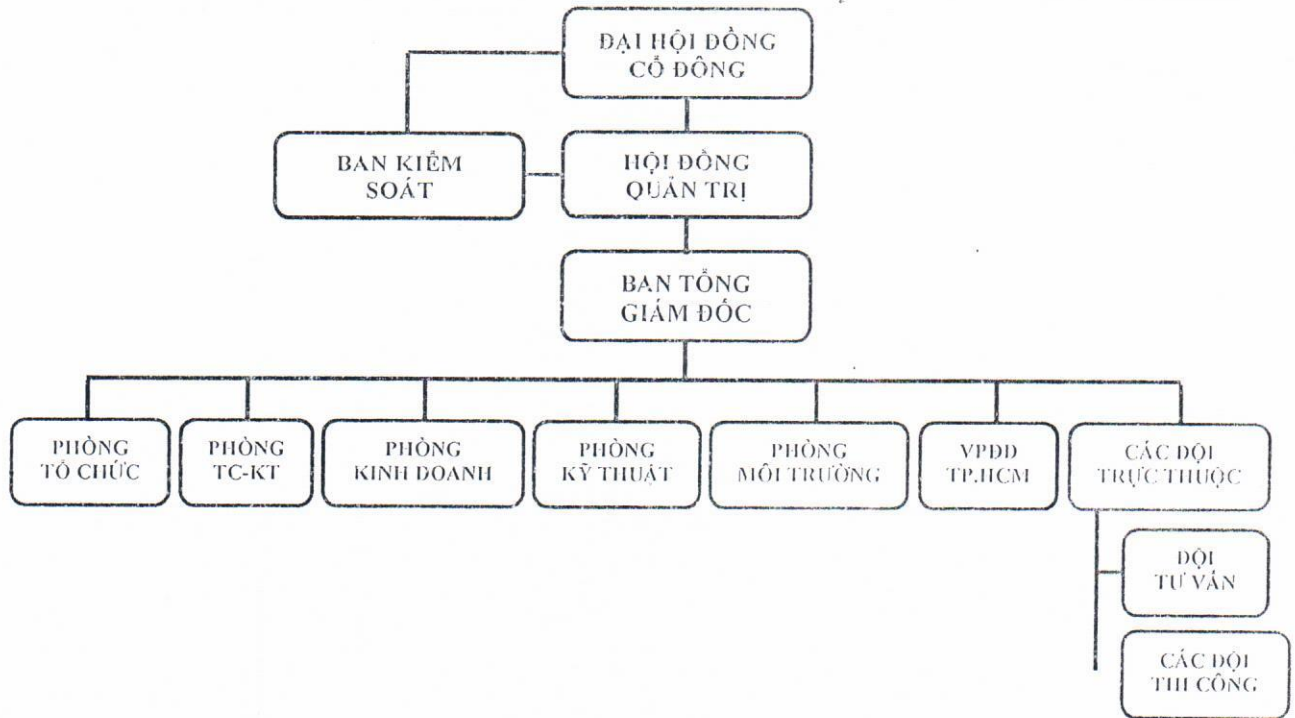 ĐẠI HỘI ĐỒNG
CỔ ĐÔNG
BAN KIỂM
SOÁT
HỘI ĐỒNG
QUẢN TRỊ
BAN TỔNG
GIÁM ĐỐC
PHÒNG
TỔ CHỨC
PHÒNG
TC-KT
PHÒNG
KINH DOANH
PHÒNG
KỸ THUẬT
PHÒNG
MÔI TRƯỜNG
VPĐD
TP.HCM
CÁC ĐỘI
TRỰC THUỘC
ĐỘI
TƯ VẤN
CÁC ĐỘI
THI CÔNG